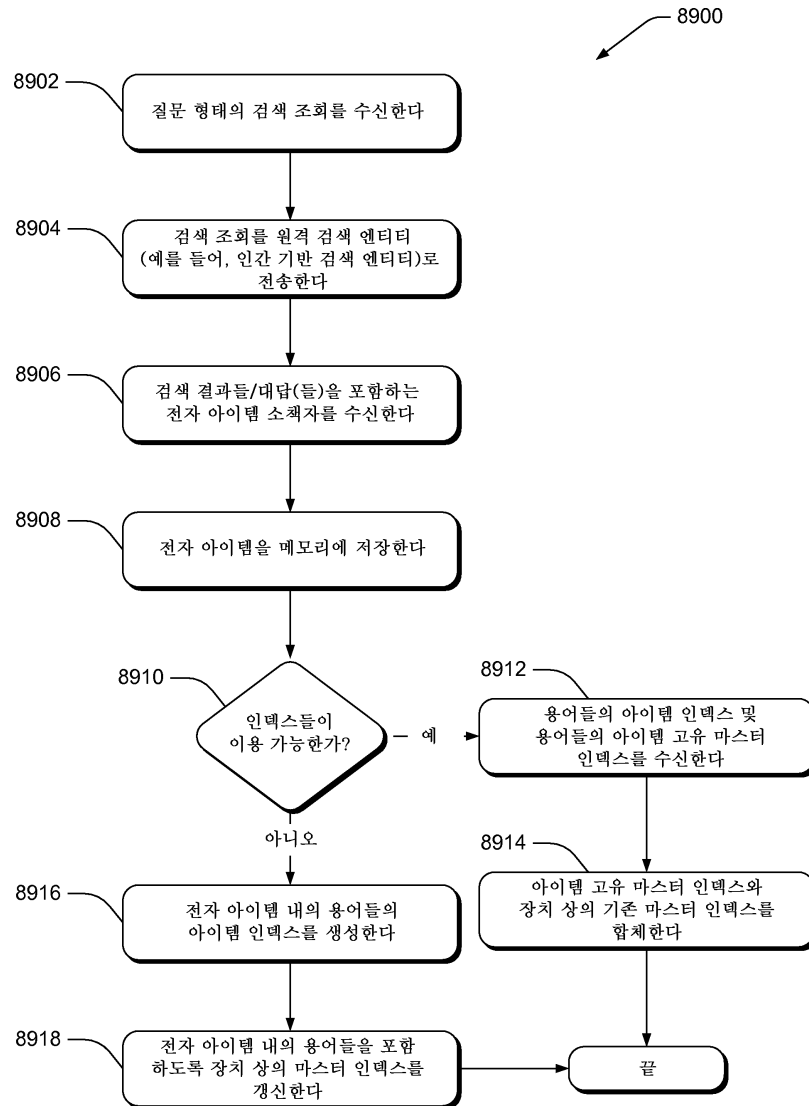 8900
8902
질문 형태의 검색 조회를 수신한다
8904
검색 조회를 원격 검색 엔티티
(예를 들어, 인간 기반 검색 엔티티)로
전송한다
8906
검색 결과들/대답(들)을 포함하는
전자 아이템 소책자를 수신한다
8908
전자 아이템을 메모리에 저장한다
8910
인덱스들이
이용 가능한가?
예
8912
용어들의 아이템 인덱스 및
용어들의 아이템 고유 마스터
인덱스를 수신한다
8914
아이템 고유 마스터 인덱스와
장치 상의 기존 마스터 인덱스를
합체한다
아니오
8916
전자 아이템 내의 용어들의
아이템 인덱스를 생성한다
8918
전자 아이템 내의 용어들을 포함
하도록 장치 상의 마스터 인덱스를
갱신한다
끝